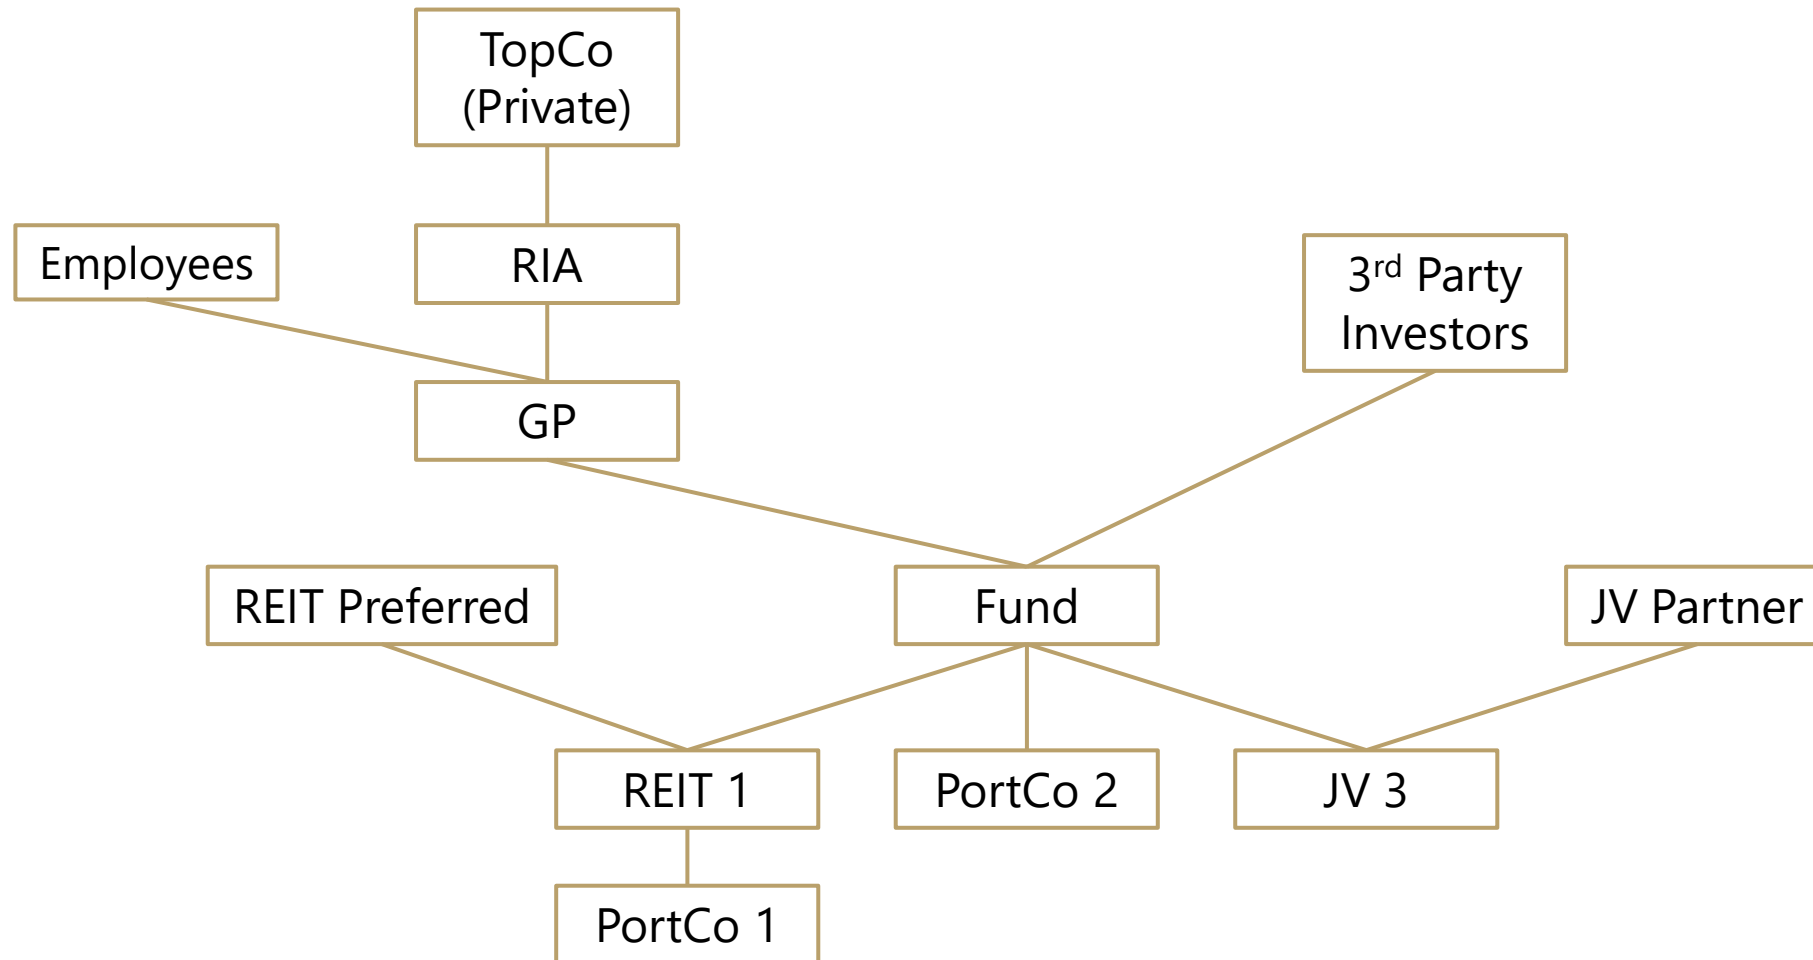 TopCo
(Private)
Employees
RIA
3rd Party
Investors
GP
REIT Preferred
Fund
JV Partner
REIT 1
PortCo 2
JV 3
PortCo 1